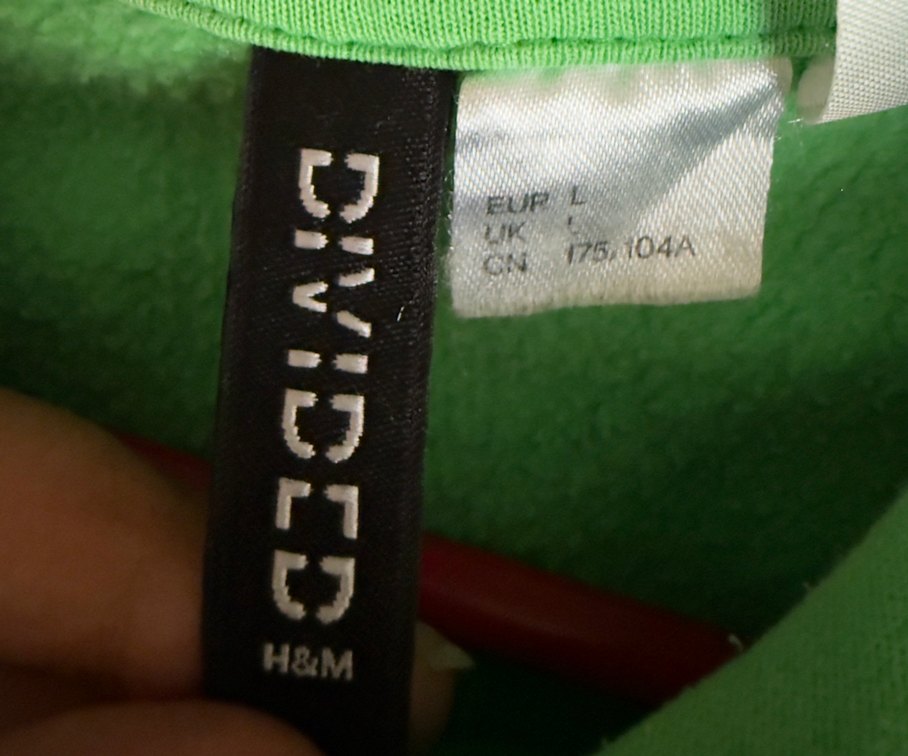 DIVIDED
H&M
EUR L
UK L
CN 175/104A